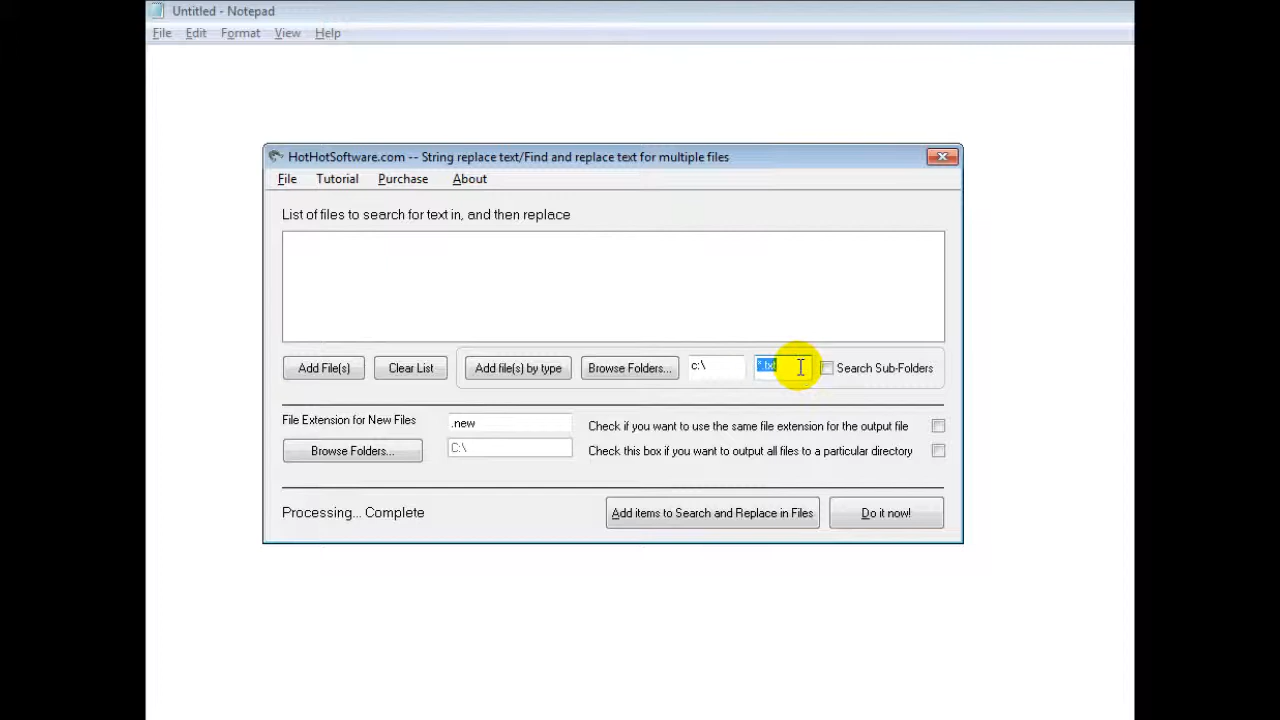 Untitled - Notepad
File Edit Format View Help
HotHotSoftware.com -- String replace text/Find and replace text for multiple files
File Tutorial Purchase About
List of files to search for text in, and then replace
Add File(s) Clear List Add file(s) by type Browse Folders... c:\ *.txt Search Sub-Folders
File Extension for New Files .new Check if you want to use the same file extension for the output file
Browse Folders... C:\ Check this box if you want to output all files to a particular directory
Processing... Complete Add items to Search and Replace in Files Do it now!